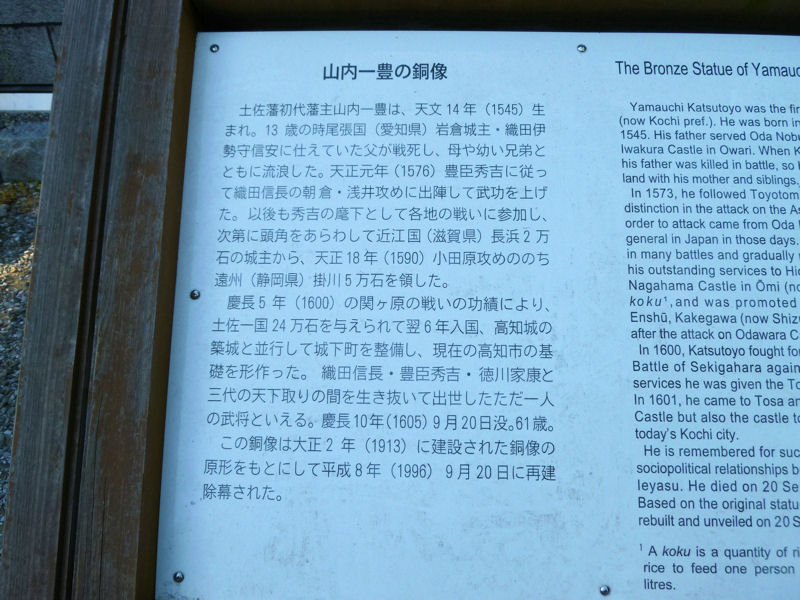 山内一豊の銅像
土佐藩初代藩主山内一豊は、天文14年（1545）生
まれ。13 歳の時尾張国（愛知県）岩倉城主・織田伊
勢守信安に仕えていた父が戦死し、母や幼い兄弟と
ともに流浪した。天正元年（1576）豊臣秀吉に従っ
て織田信長の朝倉・浅井攻めに出陣して武功を上げ
た。以後も秀吉の麾下として各地の戦いに参加し、
次第に頭角をあらわして近江国（滋賀県）長浜2万
石の城主から、天正18年（1590）小田原攻めののち
遠州（静岡県）掛川5万石を領した。
慶長5 年（1600）の関ヶ原の戦いの功績により、
土佐一国24万石を与えられて翌6年入国、高知城の
築城と並行して城下町を整備し、現在の高知市の基
礎を形作った。 織田信長・豊臣秀吉・徳川家康と
三代の天下取りの間を生き抜いて出世したただ一人
の武将といえる。慶長10年(1605)9月20日没。61歳。
この銅像は大正2 年（1913）に建設された銅像の
原形をもとにして平成8年（1996）9月20日に再建
除幕された。
The Bronze Statue of Yamauc
Yamauchi Katsutoyo was the fir
(now Kochi pref.). He was born in
1545. His father served Oda Nobu
Iwakura Castle in Owari. When K
his father was killed in battle, so
land with his mother and siblings.
In 1573, he followed Toyotom
distinction in the attack on the As
order to attack came from Oda
general in Japan in those days.
in many battles and gradually
his outstanding services to Hid
Nagahama Castle in Ōmi (no
koku¹, and was promoted
Enshū, Kakegawa (now Shizu
after the attack on Odawara Ca
In 1600, Katsutoyo fought for
Battle of Sekigahara again
services he was given the To
In 1601, he came to Tosa an
Castle but also the castle to
today's Kochi city.
He is remembered for suc
sociopolitical relationships b
Ieyasu. He died on 20 Se
Based on the original statu
rebuilt and unveiled on 20 S
¹ A koku is a quantity of ri
rice to feed one person
litres.